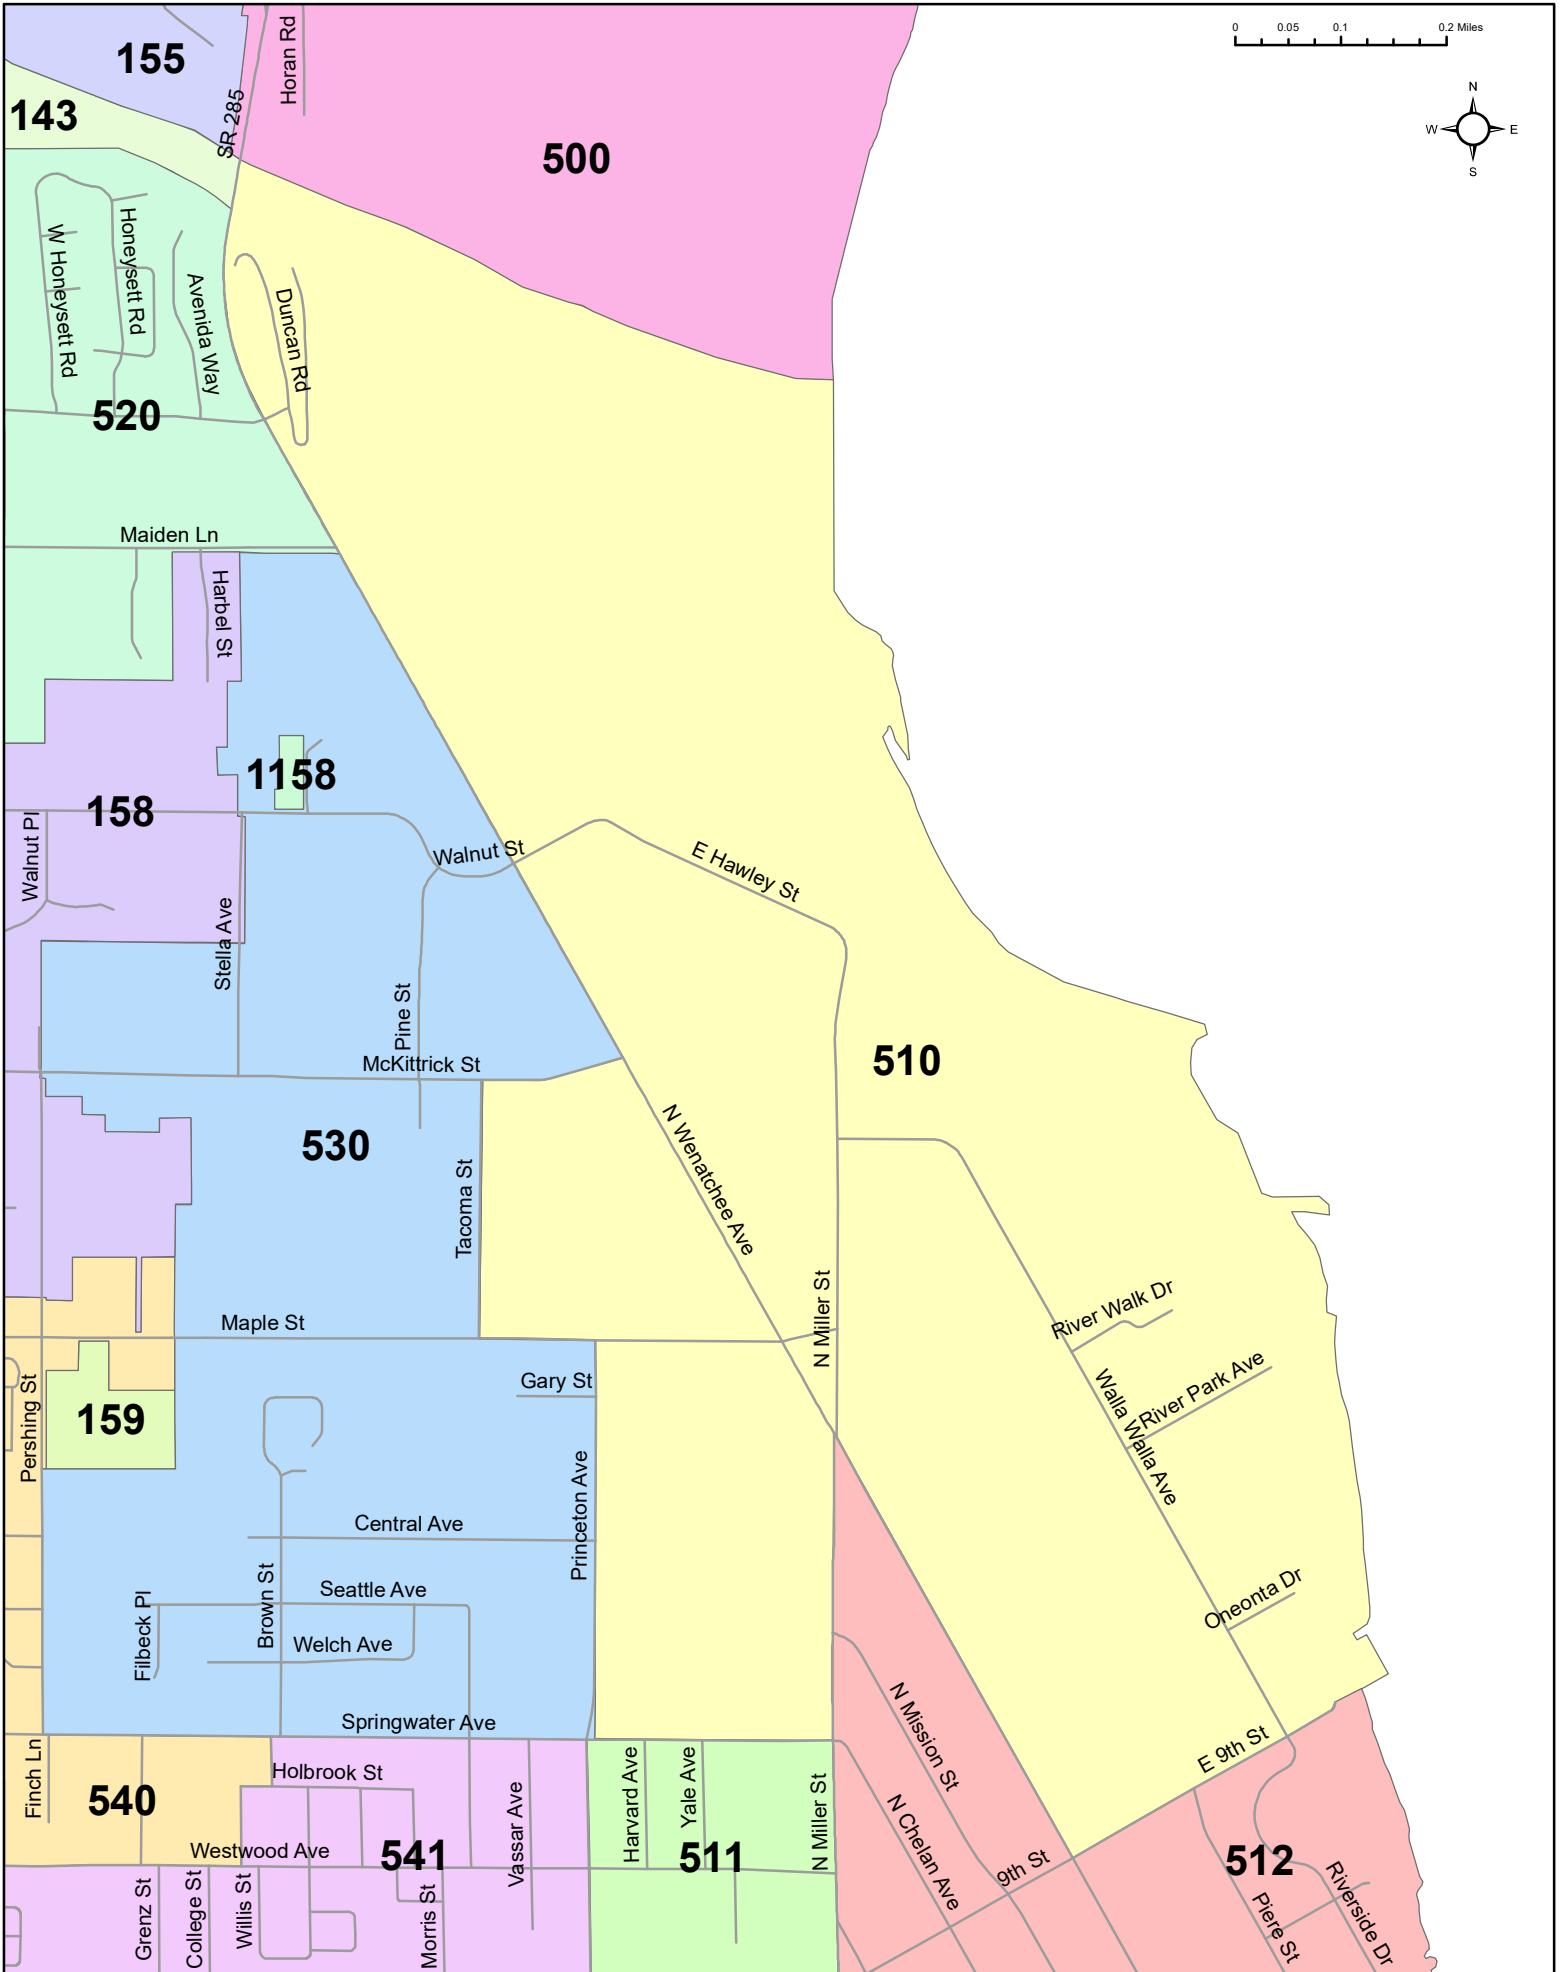 0 0.05 0.1 0.2 Miles
N
W E
S
155
143
SR 285
Horan Rd
500
W Honeysett Rd
Honeysett Rd
Avenida Way
Duncan Rd
520
Maiden Ln
Harbel St
1158
158
Walnut Pl
Walnut St
E Hawley St
Stella Ave
Pine St
McKittrick St
510
530
Tacoma St
N Wenatchee Ave
N Miller St
River Walk Dr
Maple St
Gary St
River Park Ave
Walla Walla Ave
159
Pershing St
Princeton Ave
Central Ave
Seattle Ave
Brown St
Filbeck Pl
Welch Ave
Oneonta Dr
Springwater Ave
N Mission St
E 9th St
Finch Ln
Holbrook St
540
Westwood Ave
541
Vassar Ave
Harvard Ave
Yale Ave
511
N Miller St
N Chelan Ave
9th St
512
Grenz St
College St
Willis St
Morris St
Piere St
Riverside Dr